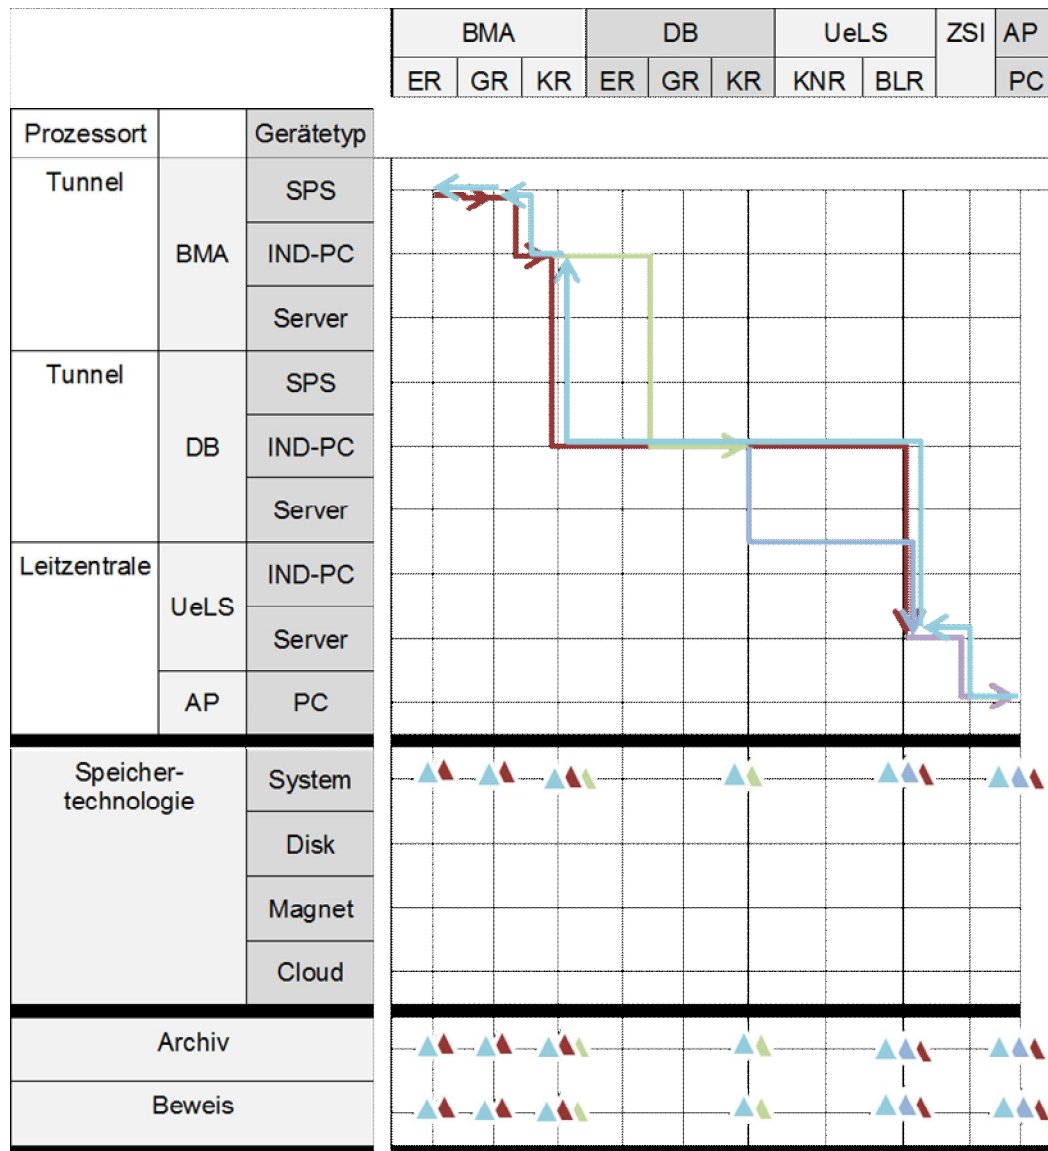 BMA DB UeLS ZSI AP
ER GR KR ER GR KR KNR BLR PC
Prozessort Gerätetyp
Tunnel SPS
BMA IND-PC
Server
Tunnel SPS
DB IND-PC
Server
Leitzentrale IND-PC
UeLS
Server
AP PC
Speicher- System
technologie
Disk
Magnet
Cloud
Archiv
Beweis